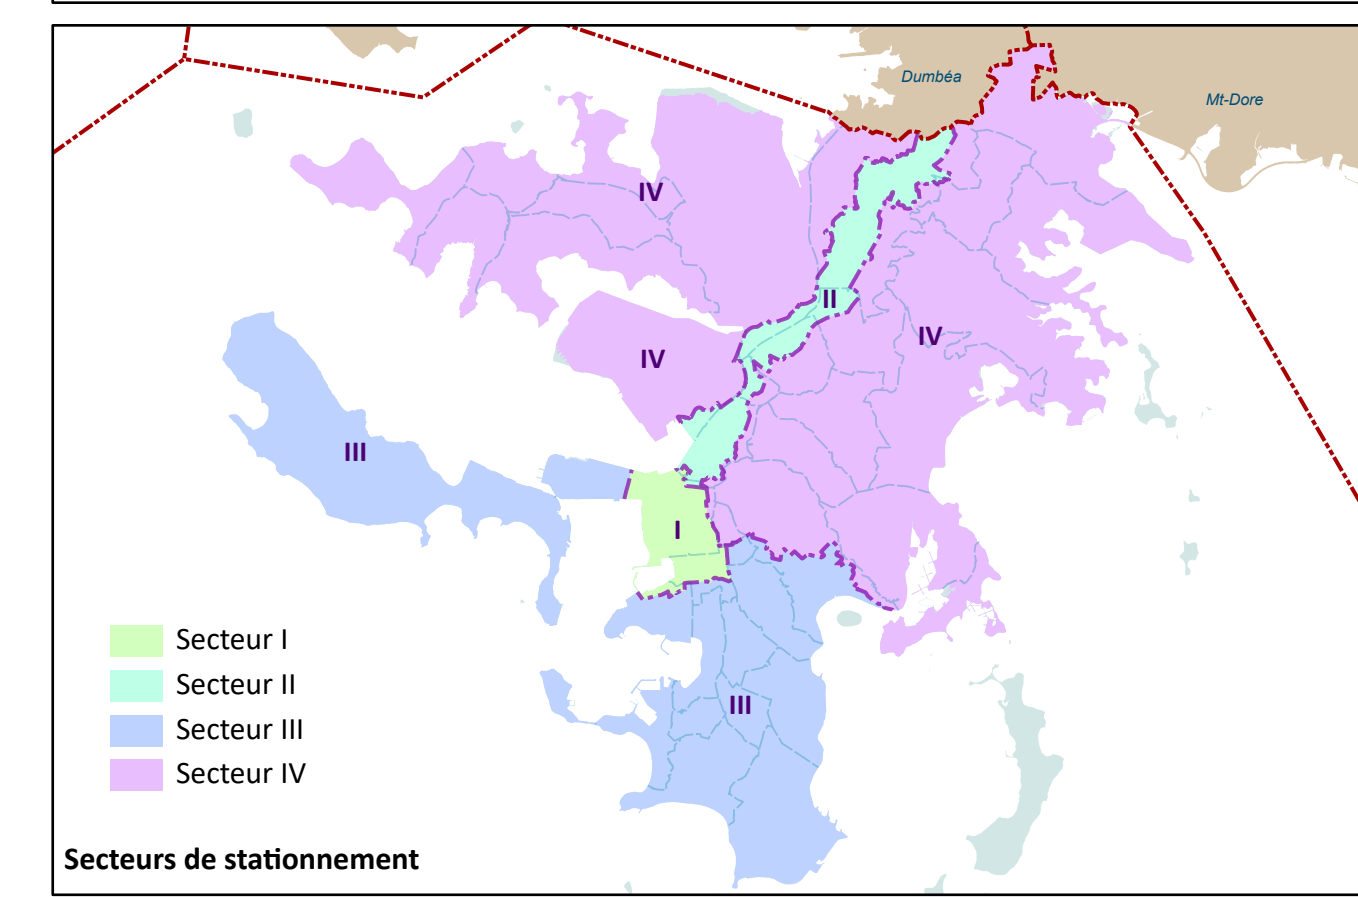 Dumbéa
Mt-Dore
IV
II
IV
IV
III
I
III
Secteur I
Secteur II
Secteur III
Secteur IV
Secteurs de stationnement